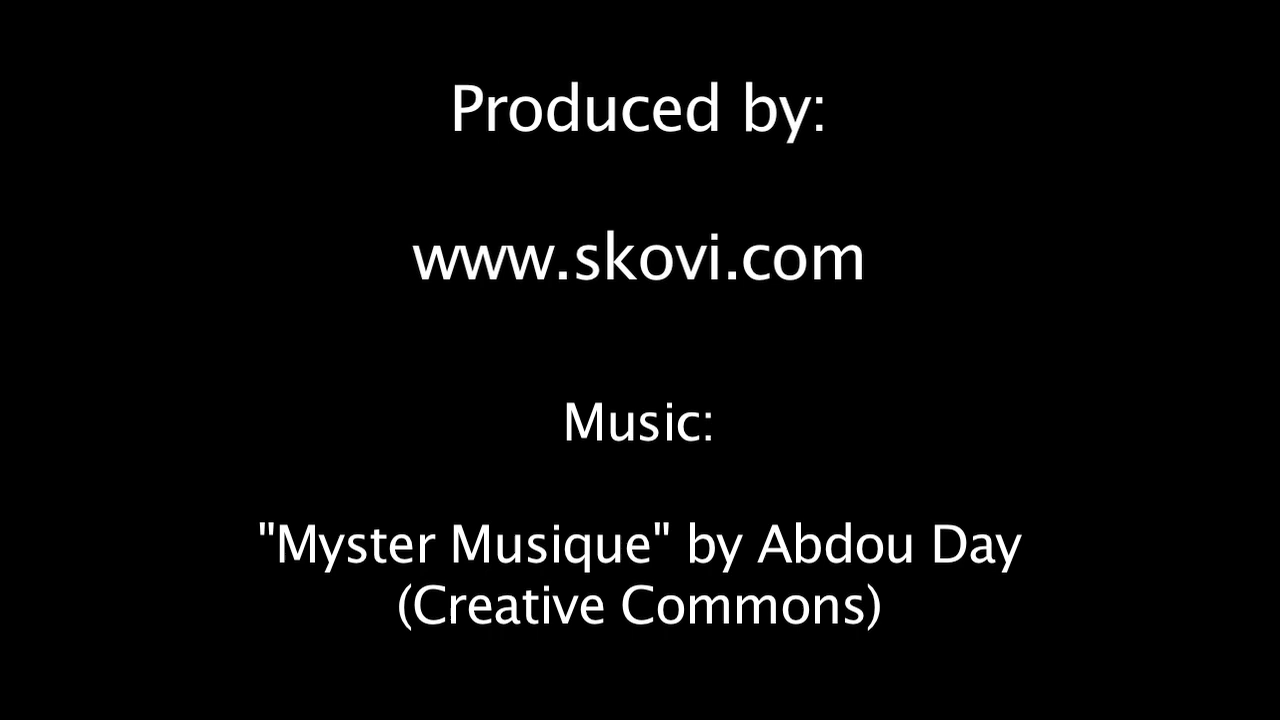 Produced by:
www.skovi.com
Music:
"Myster Musique" by Abdou Day
(Creative Commons)